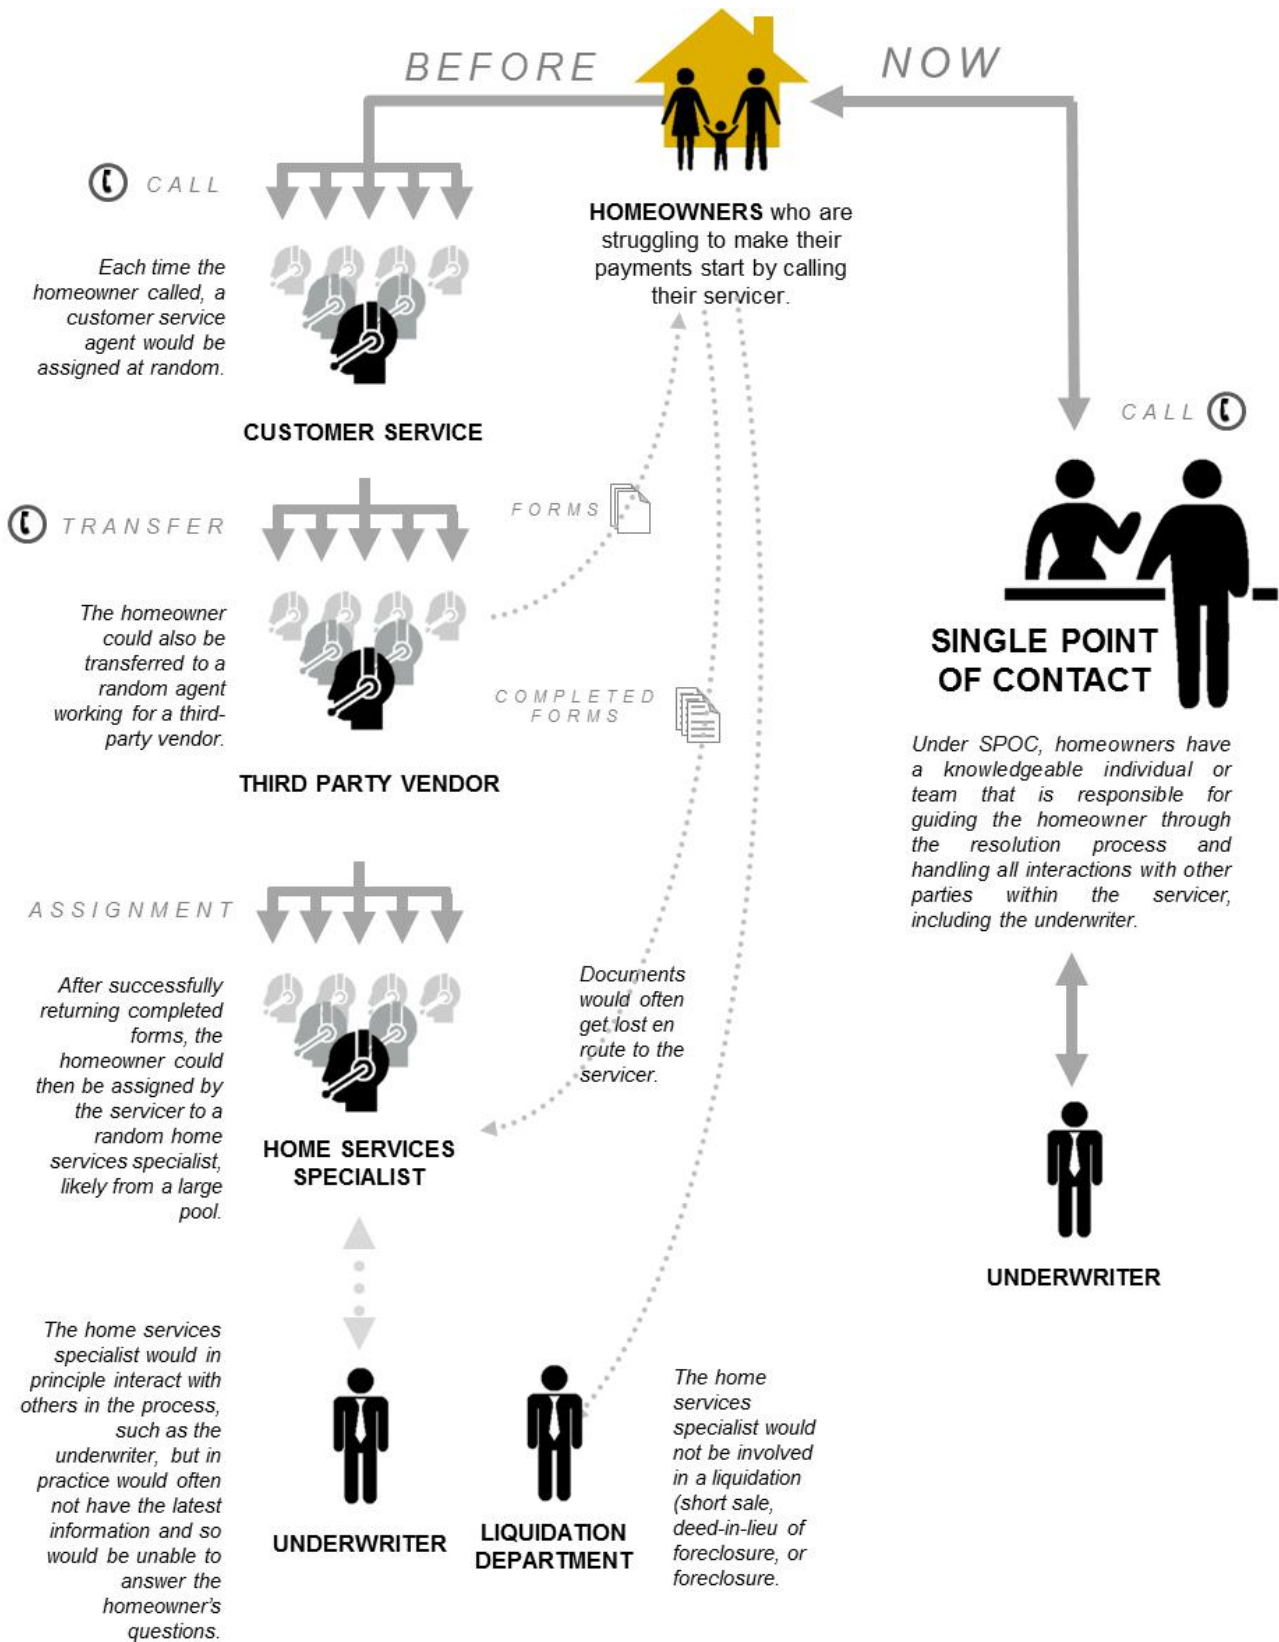 BEFORE
NOW
CALL
HOMEOWNERS who are
struggling to make their
payments start by calling
their servicer.
Each time the
homeowner called, a
customer service
agent would be
assigned at random.
CUSTOMER SERVICE
CALL
TRANSFER
FORMS
The homeowner
could also be
transferred to a
random agent
working for a third-
party vendor.
THIRD PARTY VENDOR
COMPLETED
FORMS
SINGLE POINT
OF CONTACT
Under SPOC, homeowners have
a knowledgeable individual or
team that is responsible for
guiding the homeowner through
the resolution process and
handling all interactions with other
parties within the servicer,
including the underwriter.
ASSIGNMENT
After successfully
returning completed
forms, the
homeowner could
then be assigned by
the servicer to a
random home
services specialist,
likely from a large
pool.
Documents
would often
get lost en
route to the
servicer.
HOME SERVICES
SPECIALIST
UNDERWRITER
The home services
specialist would in
principle interact with
others in the process,
such as the
underwriter, but in
practice would often
not have the latest
information and so
would be unable to
answer the
homeowner's
questions.
UNDERWRITER
LIQUIDATION
DEPARTMENT
The home
services
specialist would
not be involved
in a liquidation
(short sale,
deed-in-lieu of
foreclosure, or
foreclosure.